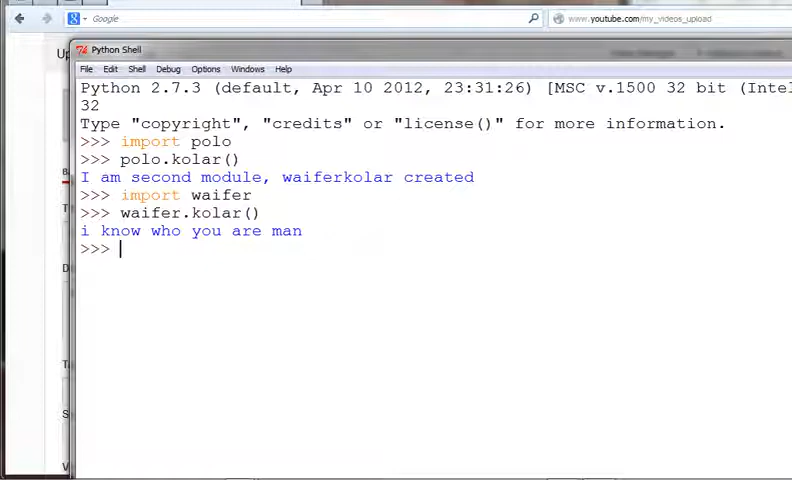 Google
www.youtube.com/my_videos_upload
Up
Python Shell
File Edit Shell Debug Options Windows Help
Python 2.7.3 (default, Apr 10 2012, 23:31:26) [MSC v.1500 32 bit (Inte
32
Type "copyright", "credits" or "license()" for more information.
>>> import polo
>>> polo.kolar()
I am second module, waiferkolar created
>>> import waifer
>>> waifer.kolar()
i know who you are man
>>>